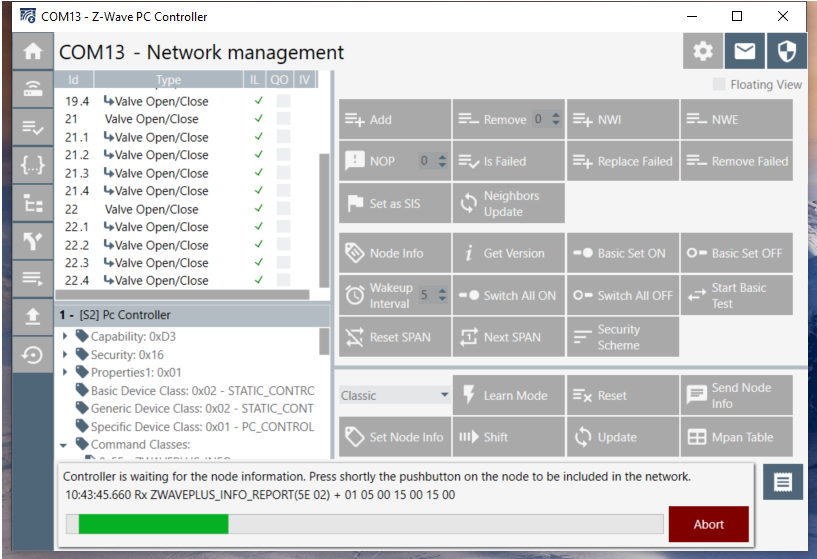 COM13 - Z-Wave PC Controller
COM13 - Network management
Floating View
Id Type IL QO IV
19.4 Valve Open/Close
21 Valve Open/Close
21.1 Valve Open/Close
21.2 Valve Open/Close
21.3 Valve Open/Close
21.4 Valve Open/Close
22 Valve Open/Close
22.1 Valve Open/Close
22.2 Valve Open/Close
22.3 Valve Open/Close
22.4 Valve Open/Close
Add
Remove 0
NWI
NWE
NOP 0
Is Failed
Replace Failed
Remove Failed
Set as SIS
Neighbors
Update
Node Info
Get Version
Basic Set ON
Basic Set OFF
Wakeup
Interval 5
Switch All ON
Switch All OFF
Start Basic
Test
Reset SPAN
Next SPAN
Security
Scheme
1 - [S2] Pc Controller
Capability: 0xD3
Security: 0x16
Properties1: 0x01
Basic Device Class: 0x02 - STATIC_CONTRC
Generic Device Class: 0x02 - STATIC_CONT
Specific Device Class: 0x01 - PC_CONTROL
Command Classes:
Classic
Learn Mode
Reset
Send Node
Info
Set Node Info
Shift
Update
Mpan Table
Controller is waiting for the node information. Press shortly the pushbutton on the node to be included in the network.
10:43:45.660 Rx ZWAVEPLUS_INFO_REPORT(5E 02) + 01 05 00 15 00 15 00
Abort